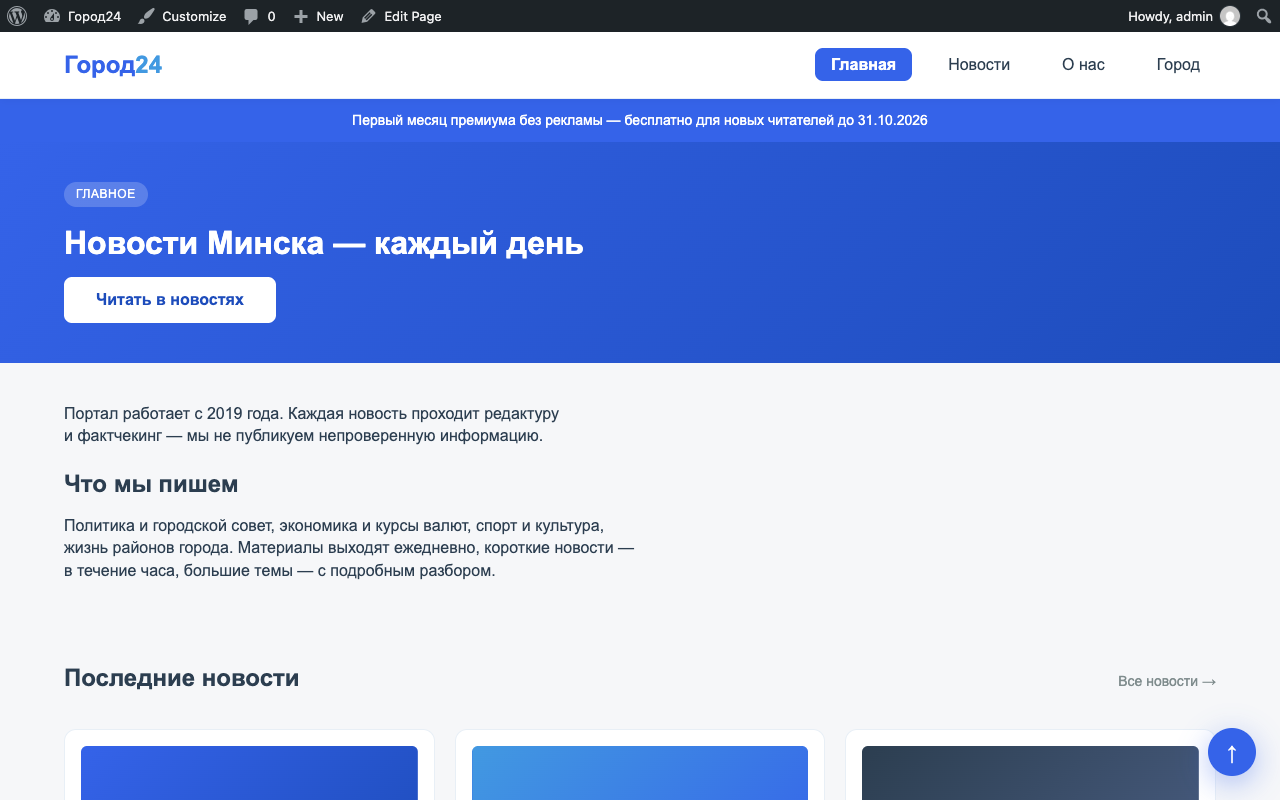 Город24
Customize
0
New
Edit Page
Howdy, admin
Город24
Главная
Новости
О нас
Город
Первый месяц премиума без рекламы — бесплатно для новых читателей до 31.10.2026
ГЛАВНОЕ
Новости Минска — каждый день
Читать в новостях
Портал работает с 2019 года. Каждая новость проходит редактуру
и фактчекинг — мы не публикуем непроверенную информацию.
Что мы пишем
Политика и городской совет, экономика и курсы валют, спорт и культура,
жизнь районов города. Материалы выходят ежедневно, короткие новости —
в течение часа, большие темы — с подробным разбором.
Последние новости
Все новости →
↑